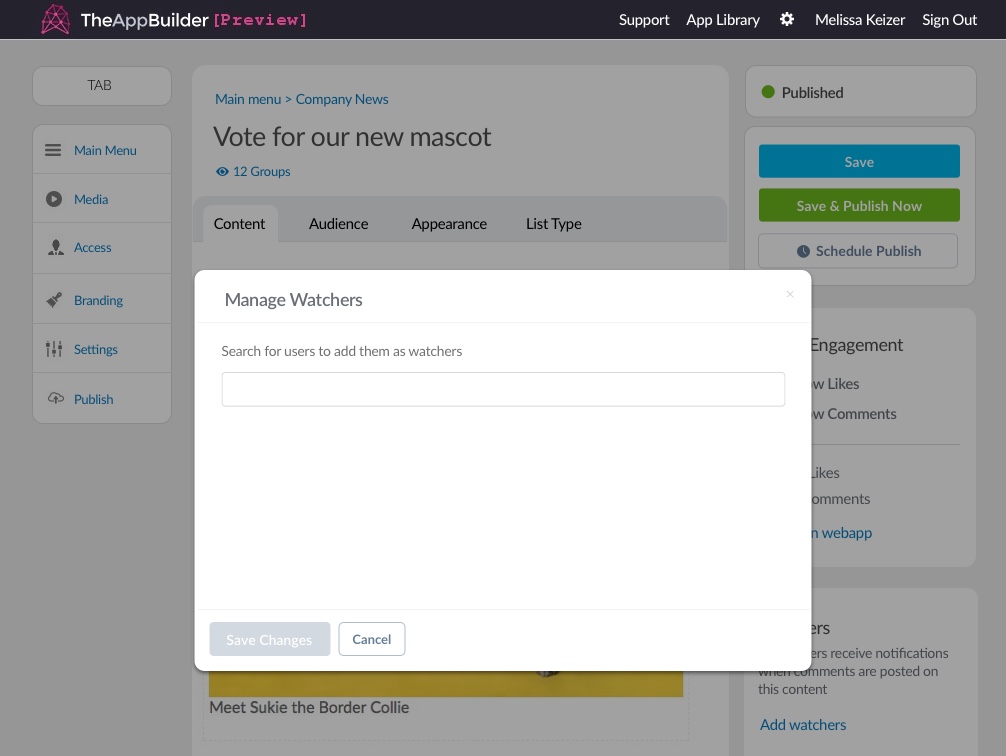 TheAppBuilder [Preview]
Support App Library Melissa Keizer Sign Out
TAB
Main Menu
Media
Access
Branding
Settings
Publish
Main menu > Company News
Vote for our new mascot
12 Groups
Content Audience Appearance List Type
Published
Save
Save & Publish Now
Schedule Publish
Engagement
Likes
Comments
Likes
webapp
receive notifications
when comments are posted on
this content
Add watchers
Manage Watchers
×
Search for users to add them as watchers
Save Changes Cancel
Meet Sukie the Border Collie